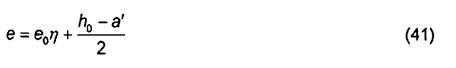 e = e₀η + (h₀ − a′)/2 (41)